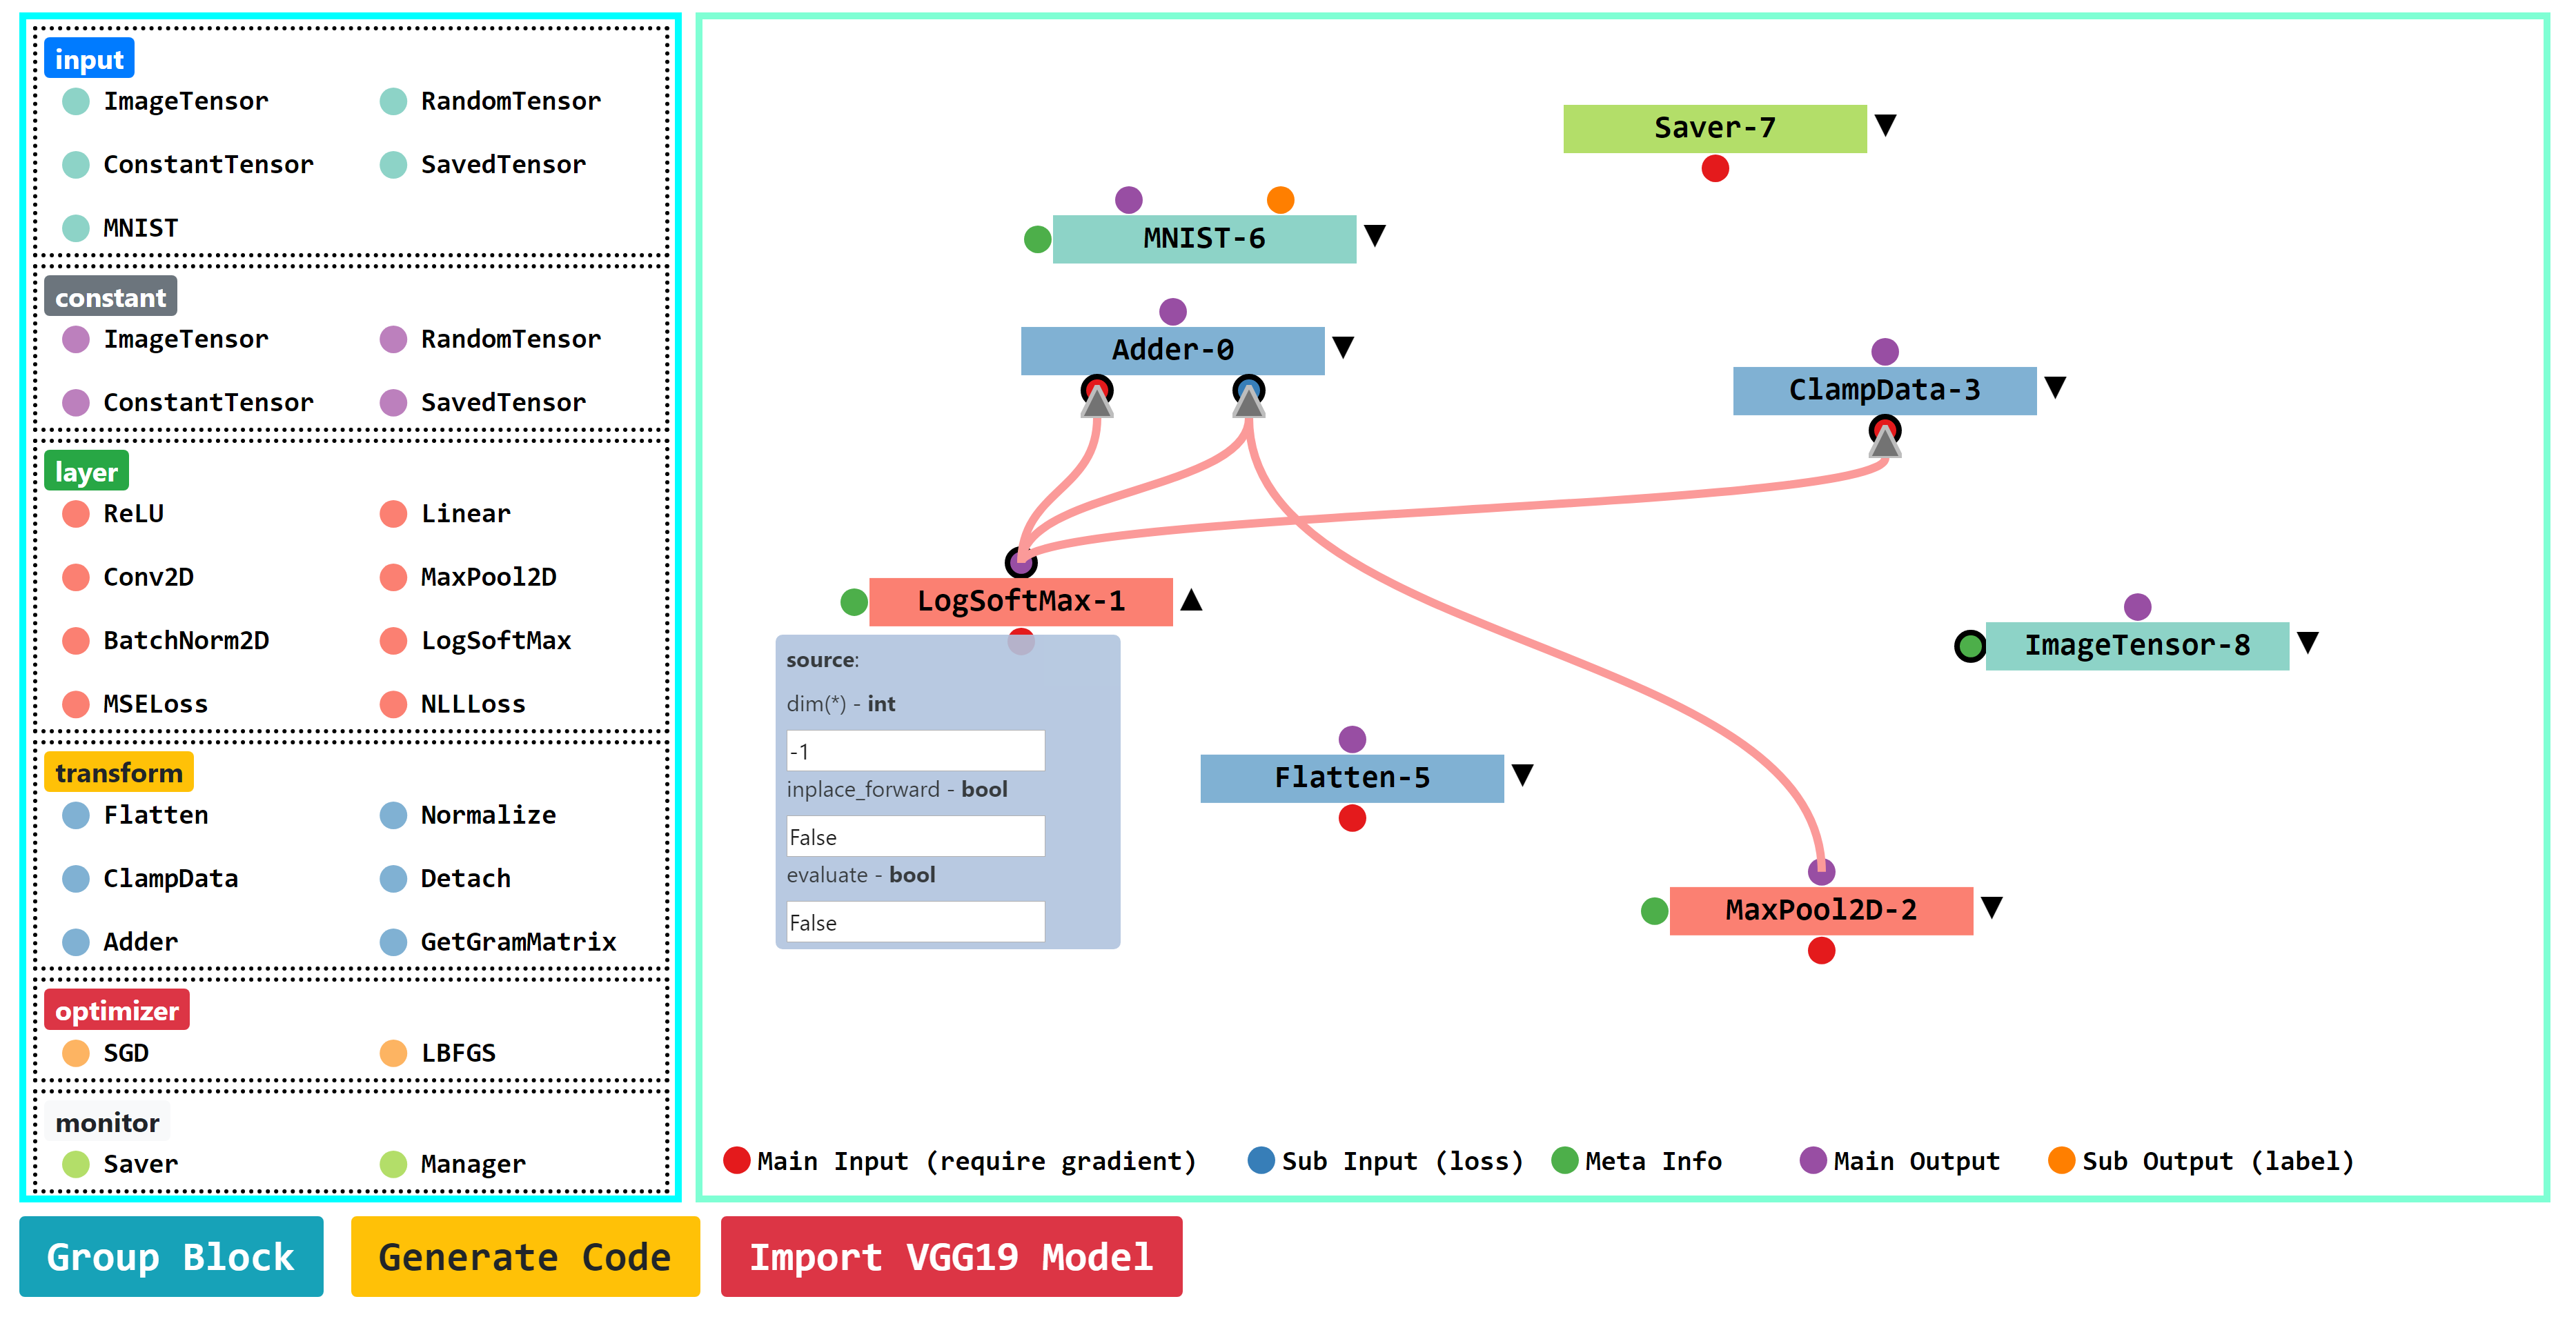 input
ImageTensor RandomTensor
ConstantTensor SavedTensor
MNIST
constant
ImageTensor RandomTensor
ConstantTensor SavedTensor
layer
ReLU Linear
Conv2D MaxPool2D
BatchNorm2D LogSoftMax
MSELoss NLLLoss
transform
Flatten Normalize
ClampData Detach
Adder GetGramMatrix
optimizer
SGD LBFGS
monitor
Saver Manager
Saver-7
MNIST-6
Adder-0
ClampData-3
LogSoftMax-1
source:
dim(*) - int
-1
inplace_forward - bool
False
evaluate - bool
False
ImageTensor-8
Flatten-5
MaxPool2D-2
Main Input (require gradient) Sub Input (loss) Meta Info Main Output Sub Output (label)
Group Block Generate Code Import VGG19 Model